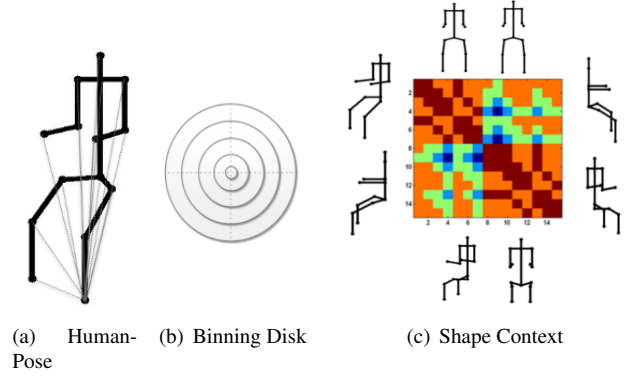 2
4
6
8
10
12
14
2 4 6 8 10 12 14
(a) Human-
Pose
(b) Binning Disk
(c) Shape Context